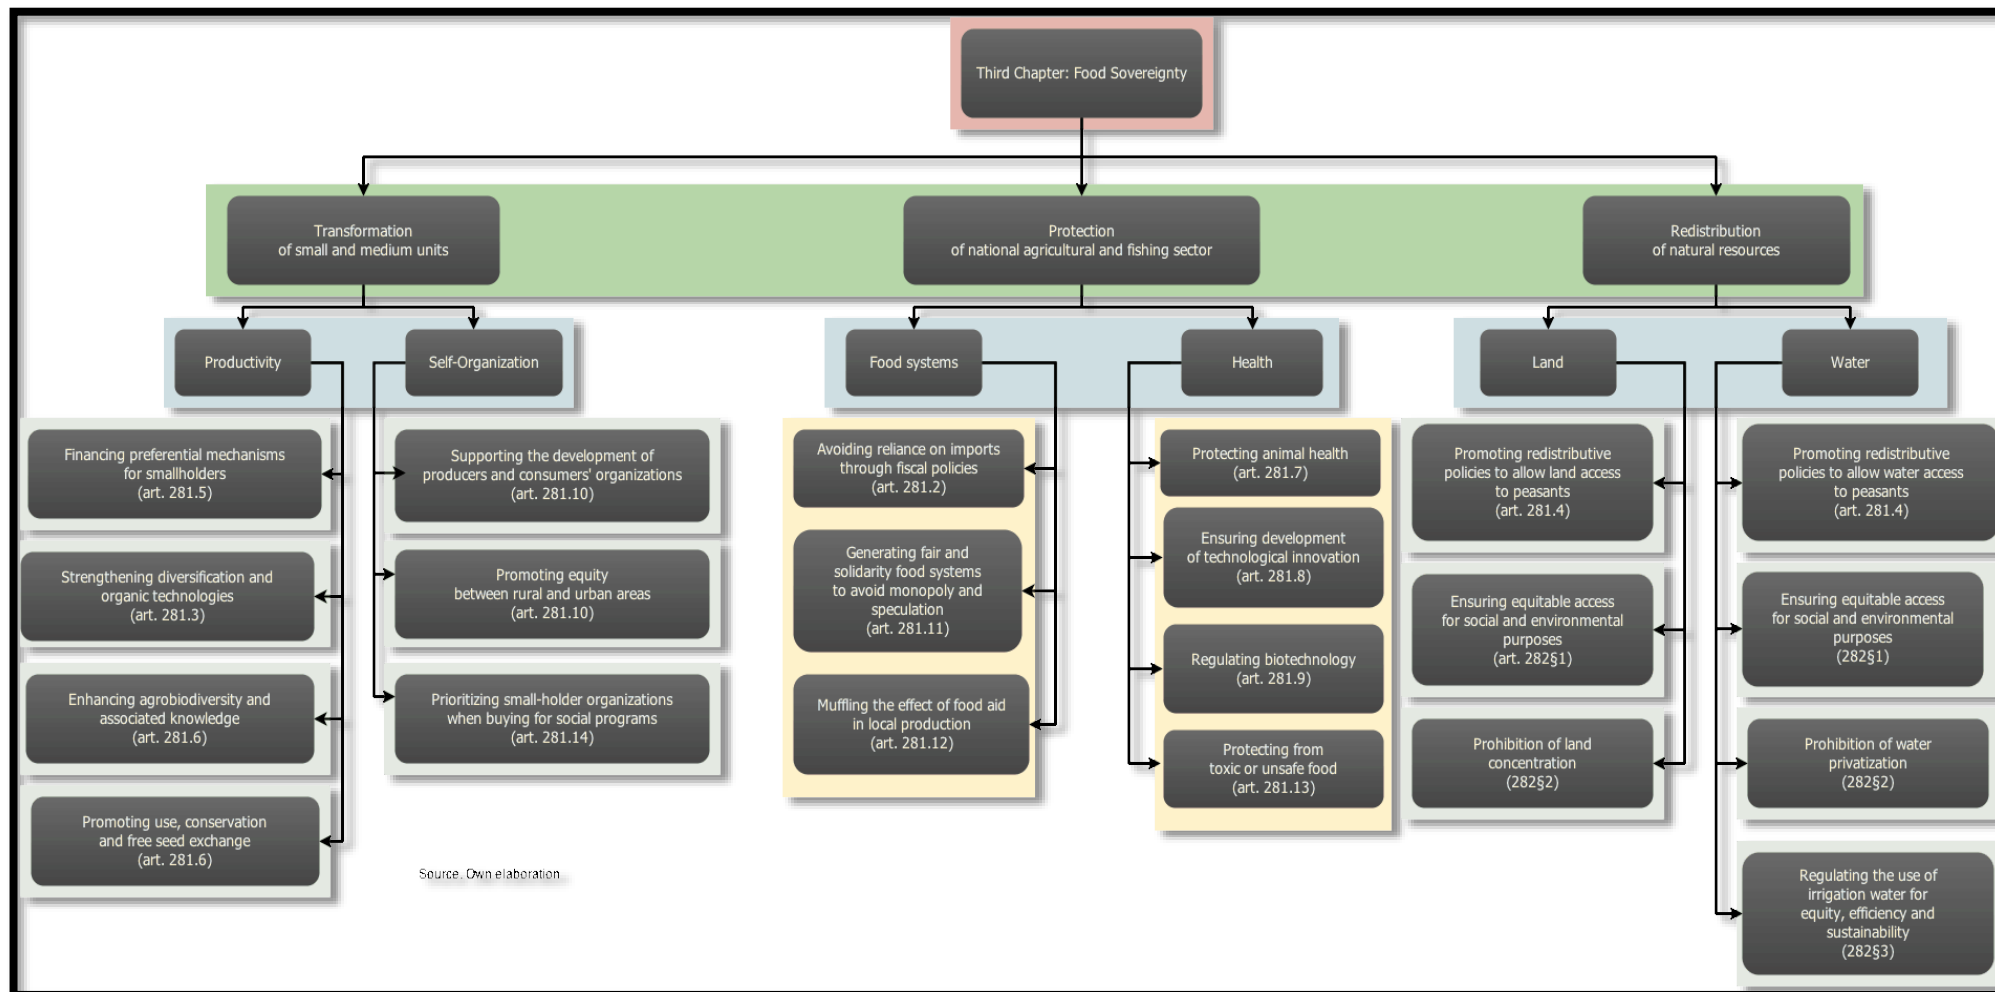 Third Chapter: Food Sovereignty
Transformation
of small and medium units
Protection
of national agricultural and fishing sector
Redistribution
of natural resources
Productivity
Self-Organization
Food systems
Health
Land
Water
Financing preferential mechanisms
for smallholders
(art. 281.5)
Strengthening diversification and
organic technologies
(art. 281.3)
Enhancing agrobiodiversity and
associated knowledge
(art. 281.6)
Promoting use, conservation
and free seed exchange
(art. 281.6)
Supporting the development of
producers and consumers' organizations
(art. 281.10)
Promoting equity
between rural and urban areas
(art. 281.10)
Prioritizing small-holder organizations
when buying for social programs
(art. 281.14)
Avoiding reliance on imports
through fiscal policies
(art. 281.2)
Generating fair and
solidarity food systems
to avoid monopoly and
speculation
(art. 281.11)
Muffling the effect of food aid
in local production
(art. 281.12)
Protecting animal health
(art. 281.7)
Ensuring development
of technological innovation
(art. 281.8)
Regulating biotechnology
(art. 281.9)
Protecting from
toxic or unsafe food
(art. 281.13)
Promoting redistributive
policies to allow land access
to peasants
(art. 281.4)
Ensuring equitable access
for social and environmental
purposes
(art. 282§1)
Prohibition of land
concentration
(282§2)
Promoting redistributive
policies to allow water access
to peasants
(art. 281.4)
Ensuring equitable access
for social and environmental
purposes
(282§1)
Prohibition of water
privatization
(282§2)
Regulating the use of
irrigation water for
equity, efficiency and
sustainability
(282§3)
Source. Own elaboration